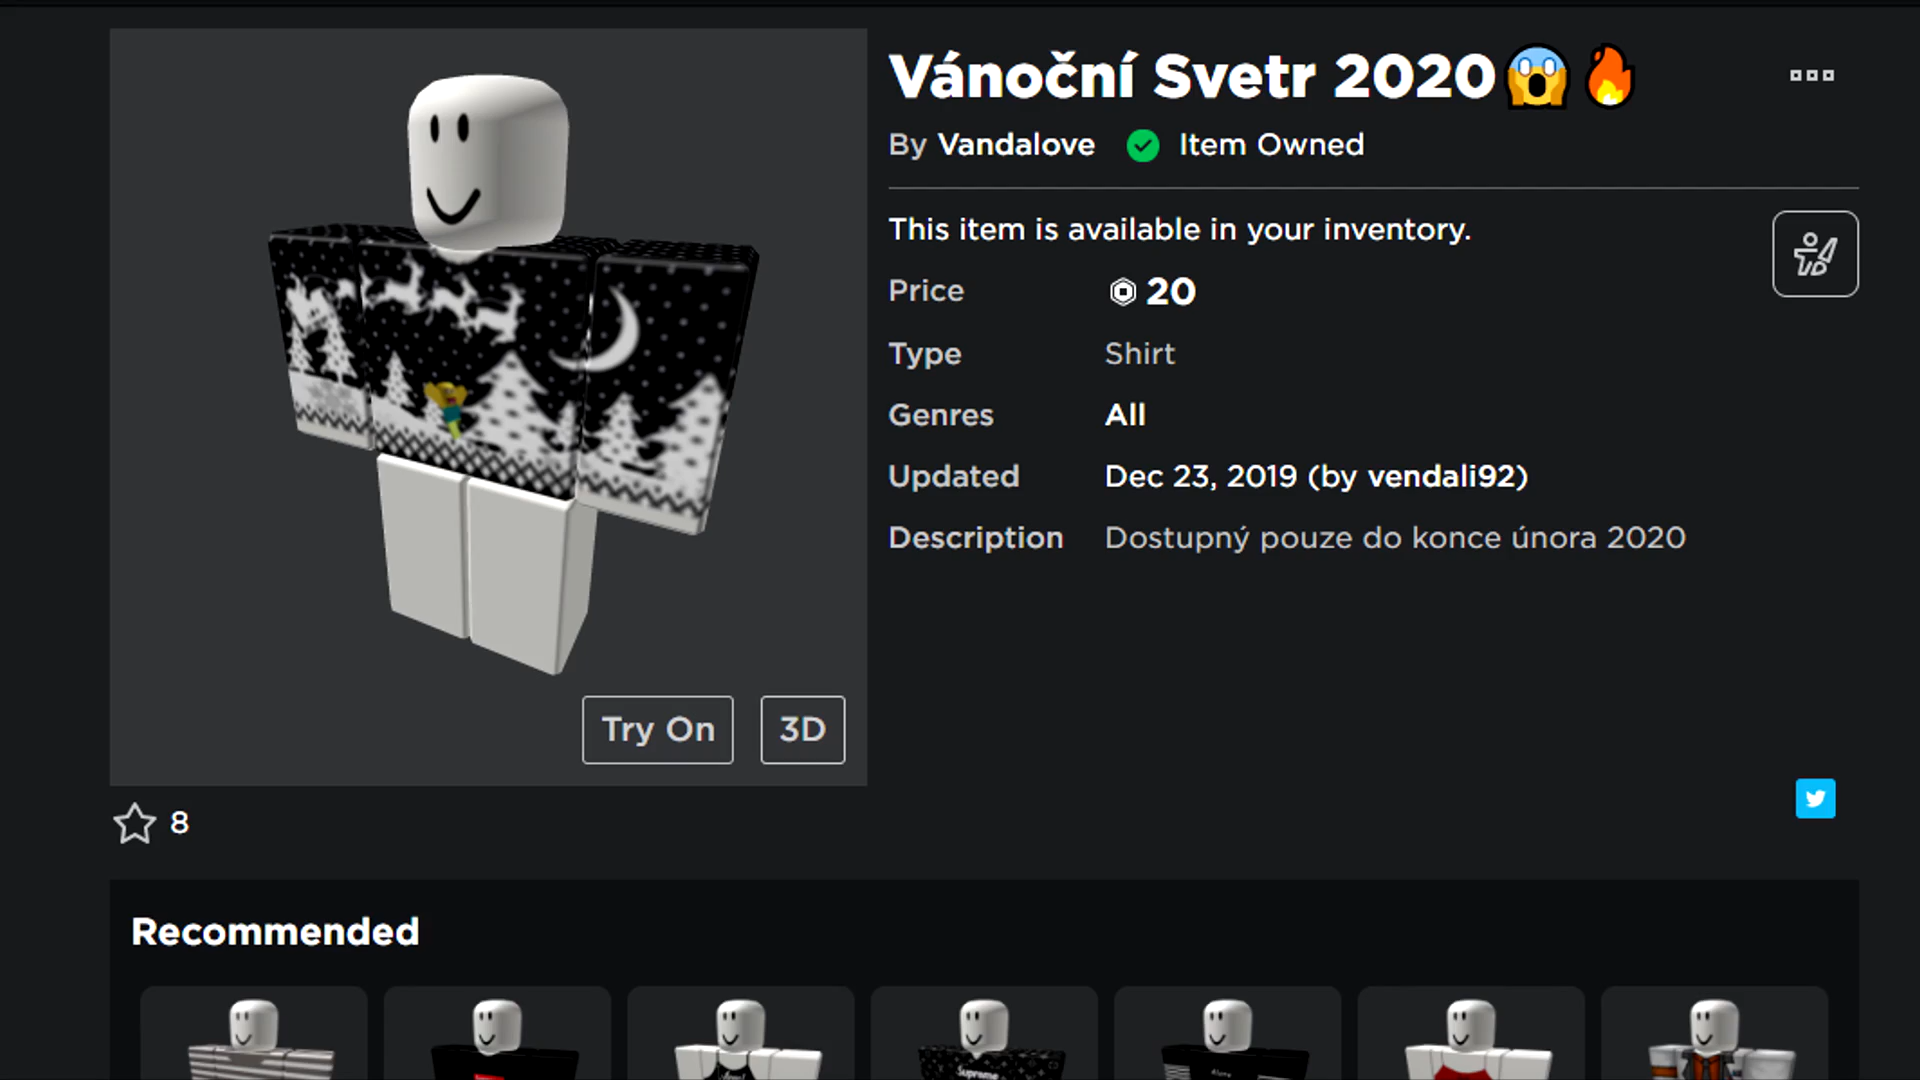 Vánoční Svetr 2020😱🔥
By Vandalove Item Owned
This item is available in your inventory.
Price 20
Type Shirt
Genres All
Updated Dec 23, 2019 (by vendali92)
Description Dostupný pouze do konce února 2020
Try On 3D
8
Recommended
Supreme